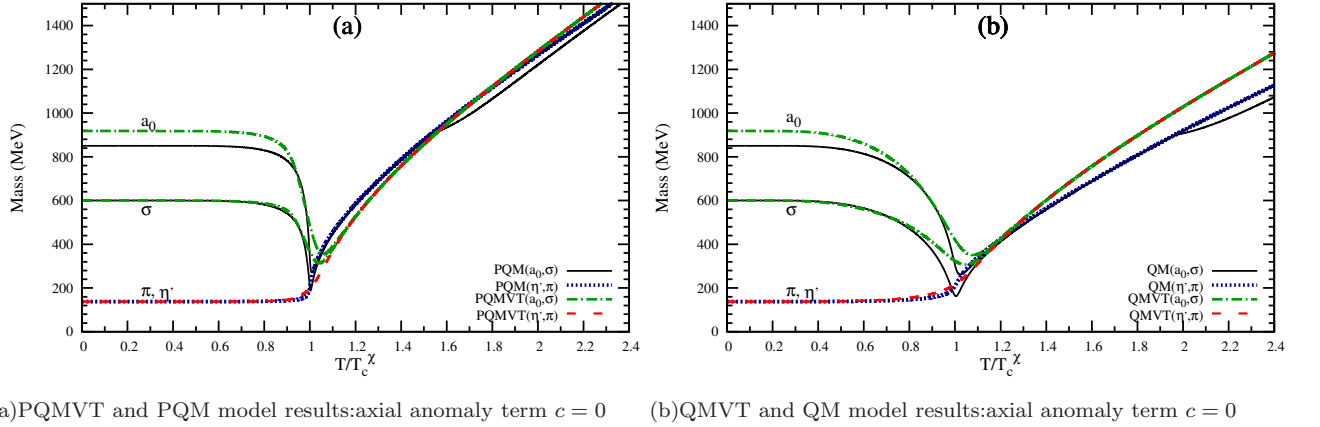 (a)
1400
1200
1000
800
600
400
200
0
Mass (MeV)
a0
σ
π, η'
PQM(a0,σ)
PQM(η',π)
PQMVT(a0,σ)
PQMVT(η',π)
0 0.2 0.4 0.6 0.8 1 1.2 1.4 1.6 1.8 2 2.2 2.4
T/Tc^χ
(b)
1400
1200
1000
800
600
400
200
0
Mass (MeV)
a0
σ
π, η'
QM(a0,σ)
QM(η',π)
QMVT(a0,σ)
QMVT(η',π)
0 0.2 0.4 0.6 0.8 1 1.2 1.4 1.6 1.8 2 2.2 2.4
T/Tc^χ
a)PQMVT and PQM model results:axial anomaly term c = 0
(b)QMVT and QM model results:axial anomaly term c = 0